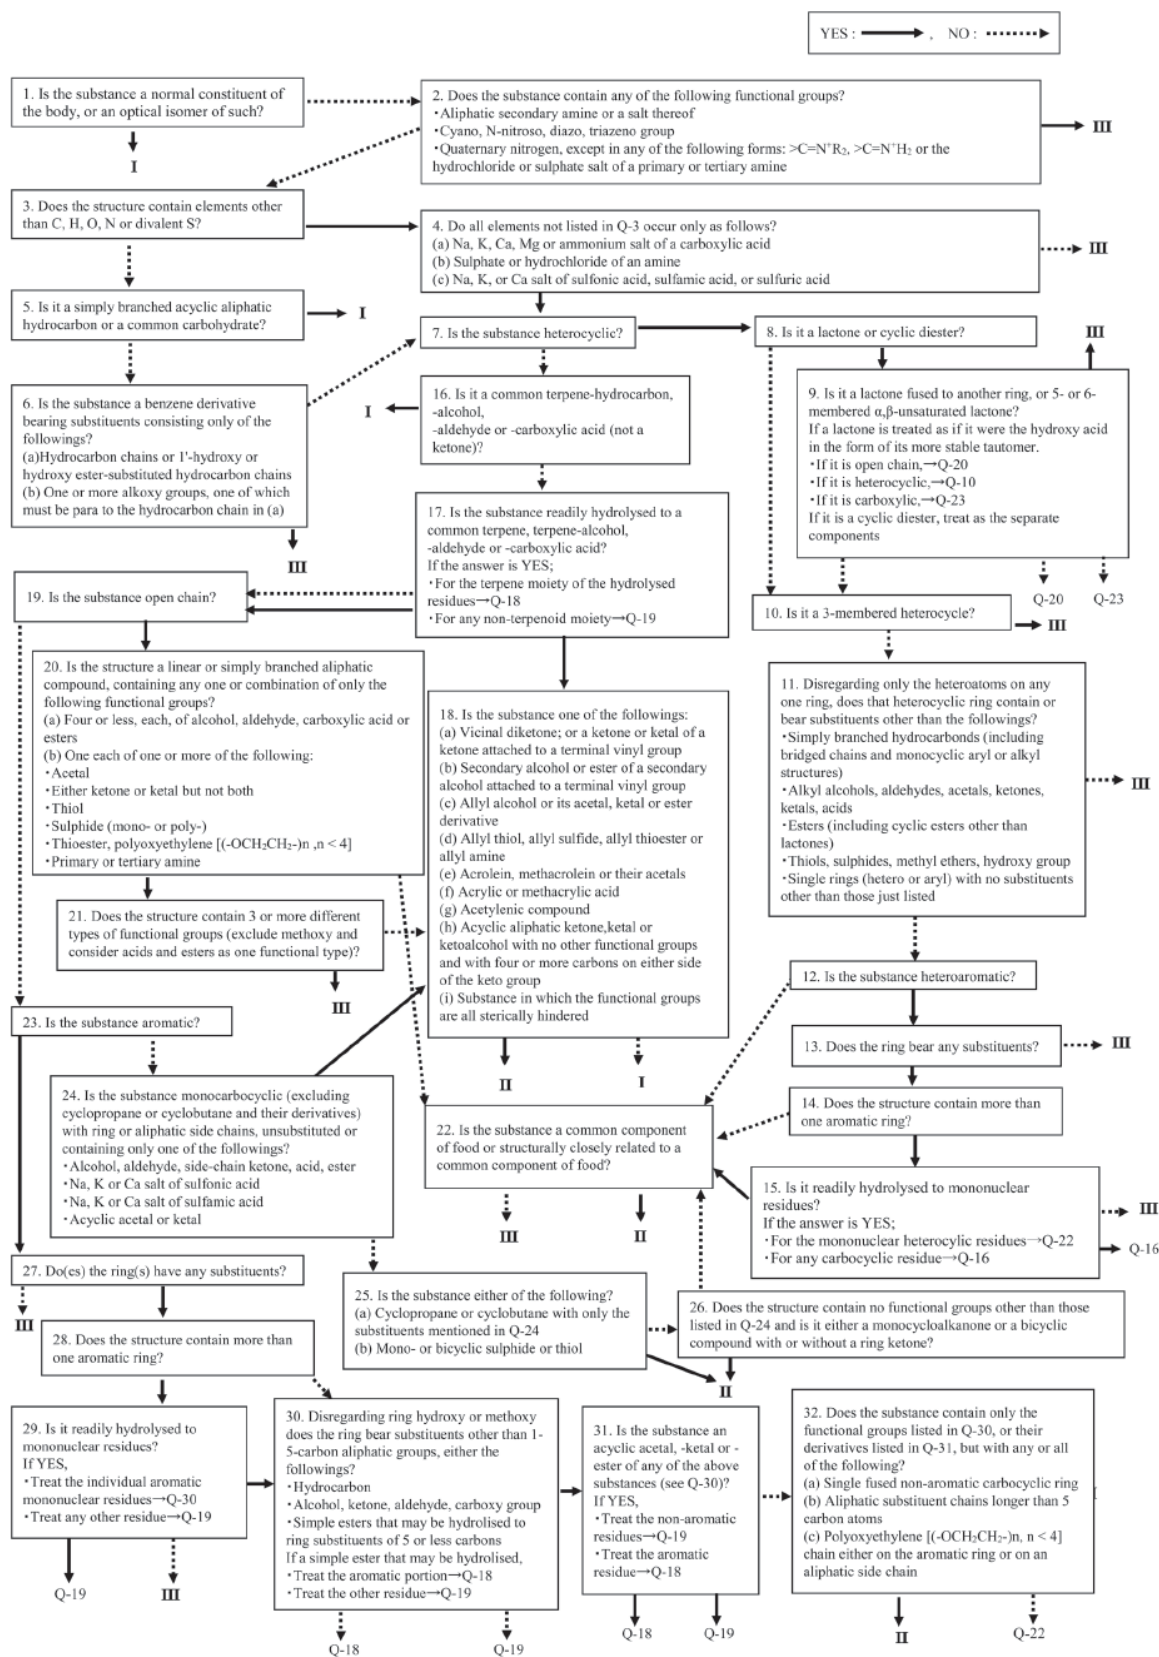 YES : , NO :
1. Is the substance a normal constituent of
the body, or an optical isomer of such?
I
2. Does the substance contain any of the following functional groups?
・Aliphatic secondary amine or a salt thereof
・Cyano, N-nitroso, diazo, triazeno group
・Quaternary nitrogen, except in any of the following forms: >C=N⁺R₂, >C=N⁺H₂ or the
hydrochloride or sulphate salt of a primary or tertiary amine
III
3. Does the structure contain elements other
than C, H, O, N or divalent S?
4. Do all elements not listed in Q-3 occur only as follows?
(a) Na, K, Ca, Mg or ammonium salt of a carboxylic acid
(b) Sulphate or hydrochloride of an amine
(c) Na, K, or Ca salt of sulfonic acid, sulfamic acid, or sulfuric acid
III
5. Is it a simply branched acyclic aliphatic
hydrocarbon or a common carbohydrate?
I
6. Is the substance a benzene derivative
bearing substituents consisting only of the
followings?
(a)Hydrocarbon chains or 1'-hydroxy or
hydroxy ester-substituted hydrocarbon chains
(b) One or more alkoxy groups, one of which
must be para to the hydrocarbon chain in (a)
III
7. Is the substance heterocyclic?
8. Is it a lactone or cyclic diester?
III
9. Is it a lactone fused to another ring, or 5- or 6-
membered α,β-unsaturated lactone?
If a lactone is treated as if it were the hydroxy acid
in the form of its more stable tautomer.
・If it is open chain,→Q-20
・If it is heterocyclic,→Q-10
・If it is carboxylic,→Q-23
If it is a cyclic diester, treat as the separate
components
Q-20
Q-23
10. Is it a 3-membered heterocycle?
III
11. Disregarding only the heteroatoms on any
one ring, does that heterocyclic ring contain or
bear substituents other than the followings?
・Simply branched hydrocarbonds (including
bridged chains and monocyclic aryl or alkyl
structures)
・Alkyl alcohols, aldehydes, acetals, ketones,
ketals, acids
・Esters (including cyclic esters other than
lactones)
・Thiols, sulphides, methyl ethers, hydroxy group
・Single rings (hetero or aryl) with no substituents
other than those just listed
III
12. Is the substance heteroaromatic?
13. Does the ring bear any substituents?
III
14. Does the structure contain more than
one aromatic ring?
15. Is it readily hydrolysed to mononuclear
residues?
If the answer is YES;
・For the mononuclear heterocyclic residues→Q-22
・For any carbocyclic residue→Q-16
III
Q-16
16. Is it a common terpene-hydrocarbon,
-alcohol,
-aldehyde or -carboxylic acid (not a
ketone)?
I
17. Is the substance readily hydrolysed to a
common terpene, terpene-alcohol,
-aldehyde or -carboxylic acid?
If the answer is YES;
・For the terpene moiety of the hydrolysed
residues→Q-18
・For any non-terpenoid moiety→Q-19
18. Is the substance one of the followings:
(a) Vicinal diketone; or a ketone or ketal of a
ketone attached to a terminal vinyl group
(b) Secondary alcohol or ester of a secondary
alcohol attached to a terminal vinyl group
(c) Allyl alcohol or its acetal, ketal or ester
derivative
(d) Allyl thiol, allyl sulfide, allyl thioester or
allyl amine
(e) Acrolein, methacrolein or their acetals
(f) Acrylic or methacrylic acid
(g) Acetylenic compound
(h) Acyclic aliphatic ketone,ketal or
ketoalcohol with no other functional groups
and with four or more carbons on either side
of the keto group
(i) Substance in which the functional groups
are all sterically hindered
II
I
19. Is the substance open chain?
20. Is the structure a linear or simply branched aliphatic
compound, containing any one or combination of only the
following functional groups?
(a) Four or less, each, of alcohol, aldehyde, carboxylic acid or
esters
(b) One each of one or more of the following:
・Acetal
・Either ketone or ketal but not both
・Thiol
・Sulphide (mono- or poly-)
・Thioester, polyoxyethylene [(-OCH₂CH₂-)n ,n < 4]
・Primary or tertiary amine
21. Does the structure contain 3 or more different
types of functional groups (exclude methoxy and
consider acids and esters as one functional type)?
III
22. Is the substance a common component
of food or structurally closely related to a
common component of food?
III
II
23. Is the substance aromatic?
24. Is the substance monocarbocyclic (excluding
cyclopropane or cyclobutane and their derivatives)
with ring or aliphatic side chains, unsubstituted or
containing only one of the followings?
・Alcohol, aldehyde, side-chain ketone, acid, ester
・Na, K or Ca salt of sulfonic acid
・Na, K or Ca salt of sulfamic acid
・Acyclic acetal or ketal
25. Is the substance either of the following?
(a) Cyclopropane or cyclobutane with only the
substituents mentioned in Q-24
(b) Mono- or bicyclic sulphide or thiol
26. Does the structure contain no functional groups other than those
listed in Q-24 and is it either a monocycloalkanone or a bicyclic
compound with or without a ring ketone?
II
27. Do(es) the ring(s) have any substituents?
III
28. Does the structure contain more than
one aromatic ring?
29. Is it readily hydrolysed to
mononuclear residues?
If YES,
・Treat the individual aromatic
mononuclear residues→Q-30
・Treat any other residue→Q-19
Q-19
III
30. Disregarding ring hydroxy or methoxy
does the ring bear substituents other than 1-
5-carbon aliphatic groups, either the
followings?
・Hydrocarbon
・Alcohol, ketone, aldehyde, carboxy group
・Simple esters that may be hydrolised to
ring substituents of 5 or less carbons
If a simple ester that may be hydrolised,
・Treat the aromatic portion→Q-18
・Treat the other residue→Q-19
Q-18
Q-19
31. Is the substance an
acyclic acetal, -ketal or -
ester of any of the above
substances (see Q-30)?
If YES,
・Treat the non-aromatic
residues→Q-19
・Treat the aromatic
residue→Q-18
Q-18
Q-19
32. Does the substance contain only the
functional groups listed in Q-30, or their
derivatives listed in Q-31, but with any or all
of the following?
(a) Single fused non-aromatic carbocyclic ring
(b) Aliphatic substituent chains longer than 5
carbon atoms
(c) Polyoxyethylene [(-OCH₂CH₂-)n, n < 4]
chain either on the aromatic ring or on an
aliphatic side chain
II
Q-22